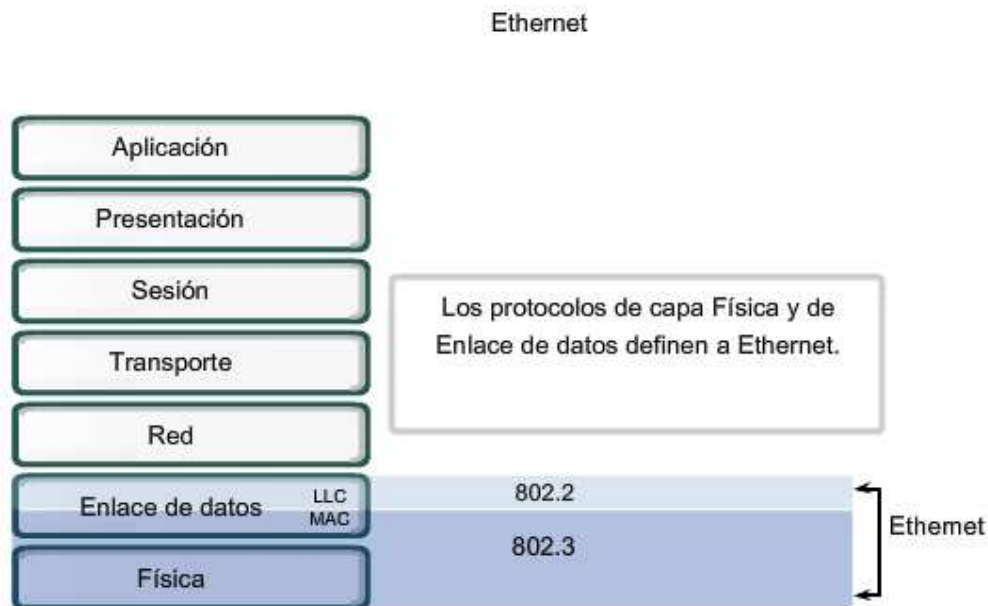 Ethernet
Aplicación
Presentación
Sesión
Transporte
Red
Enlace de datos
LLC
MAC
Física
Los protocolos de capa Física y de
Enlace de datos definen a Ethernet.
802.2
802.3
Ethernet